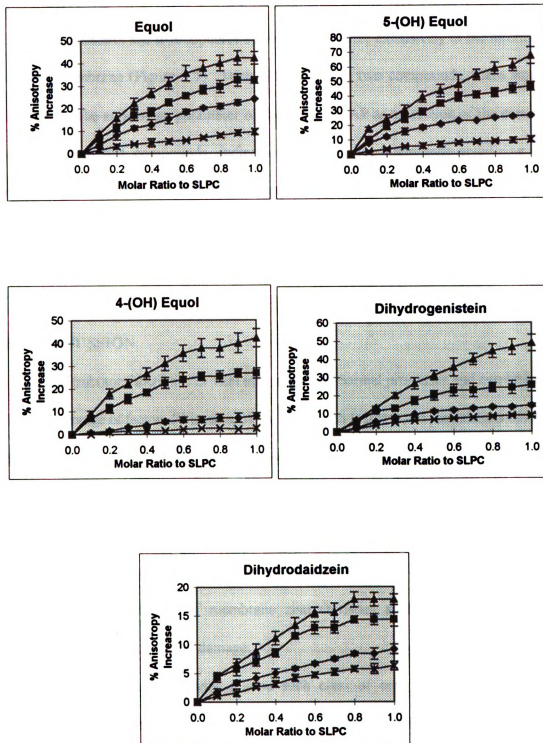 Equol
% Anisotropy
Increase
50
40
30
20
10
0
0.0 0.2 0.4 0.6 0.8 1.0
Molar Ratio to SLPC
5-(OH) Equol
% Anisotropy
Increase
80
70
60
50
40
30
20
10
0
0.0 0.2 0.4 0.6 0.8 1.0
Molar Ratio to SLPC
4-(OH) Equol
% Anisotropy
Increase
50
40
30
20
10
0
0.0 0.2 0.4 0.6 0.8 1.0
Molar Ratio to SLPC
Dihydrogenistein
% Anisotropy
Increase
60
50
40
30
20
10
0
0.0 0.2 0.4 0.6 0.8 1.0
Molar Ratio to SLPC
Dihydrodaidzein
% Anisotropy
Increase
20
15
10
5
0
0.0 0.2 0.4 0.6 0.8 1.0
Molar Ratio to SLPC